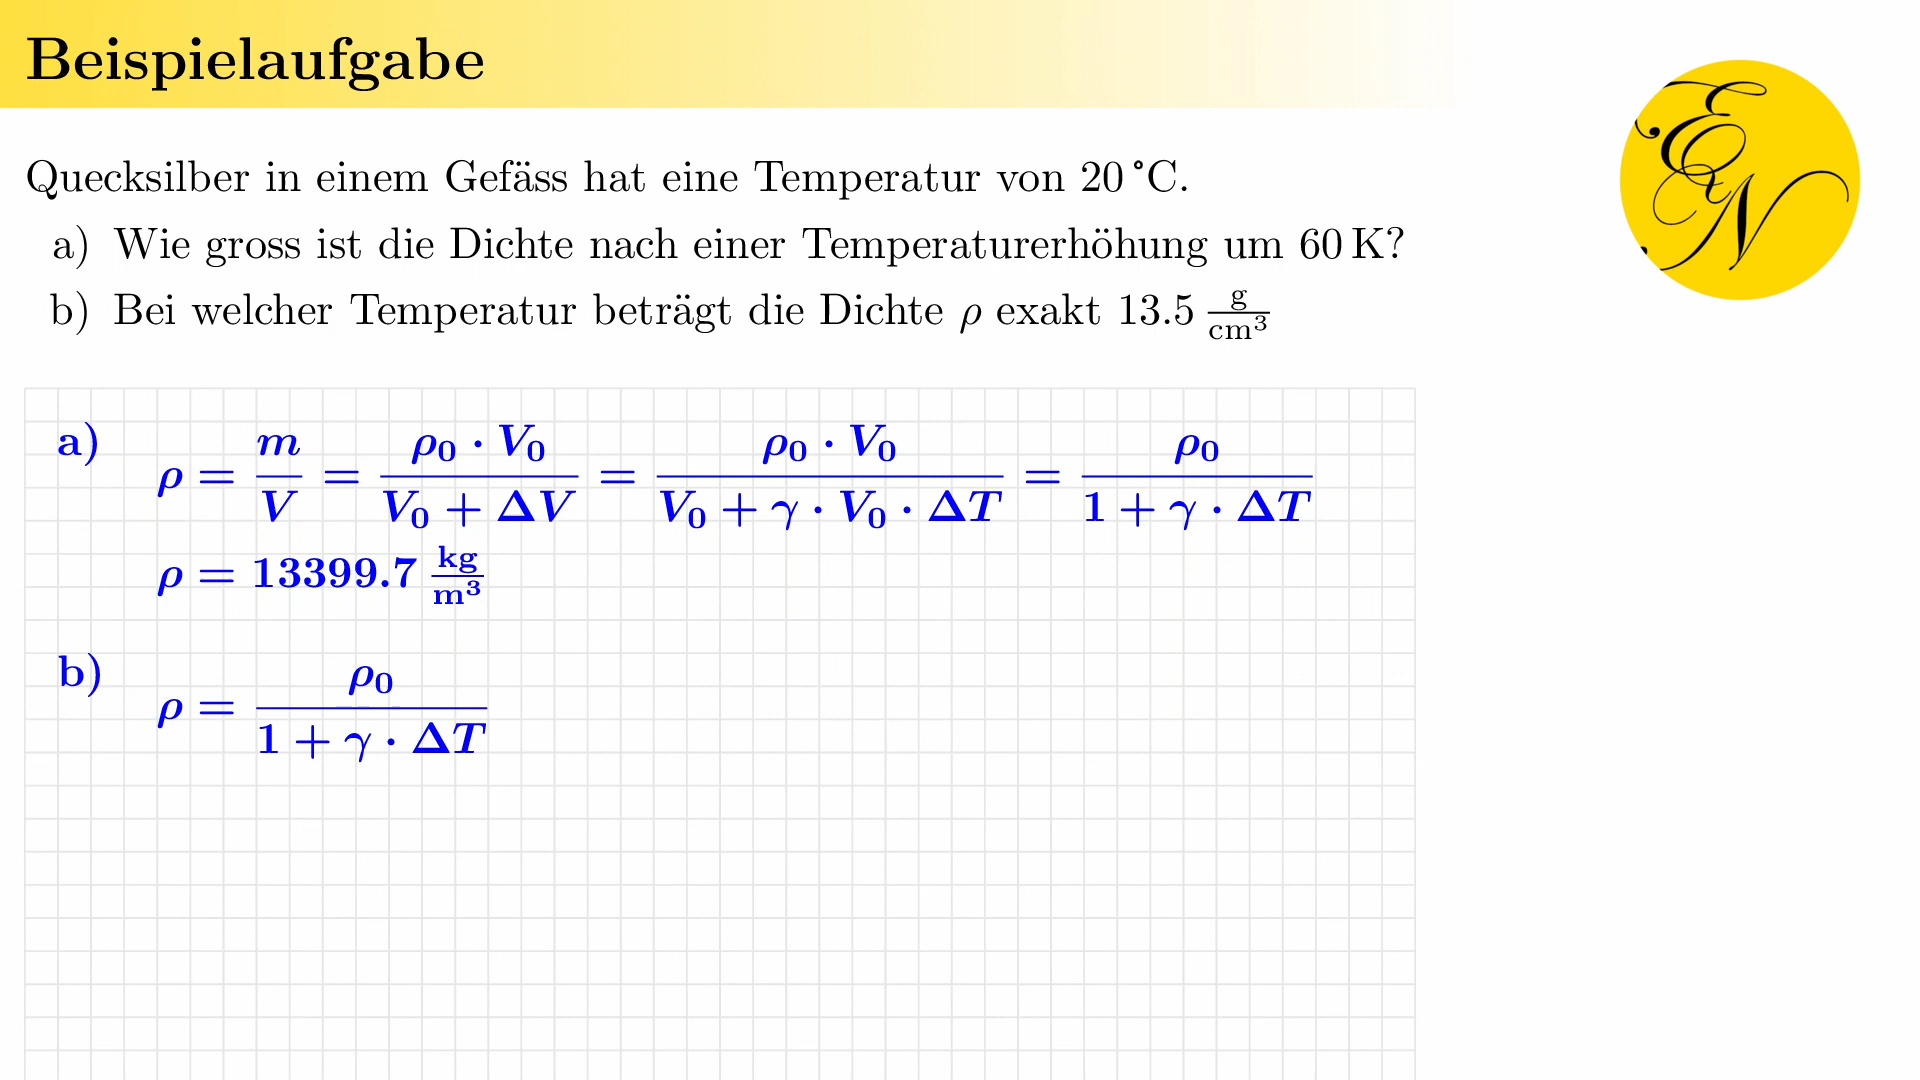 Beispielaufgabe
Quecksilber in einem Gefäss hat eine Temperatur von 20 °C.
a) Wie gross ist die Dichte nach einer Temperaturerhöhung um 60 K?
b) Bei welcher Temperatur beträgt die Dichte ρ exakt 13.5 g/cm³
a) ρ = m/V = (ρ₀ · V₀)/(V₀ + ΔV) = (ρ₀ · V₀)/(V₀ + γ · V₀ · ΔT) = ρ₀/(1 + γ · ΔT)
ρ = 13399.7 kg/m³
b) ρ = ρ₀/(1 + γ · ΔT)